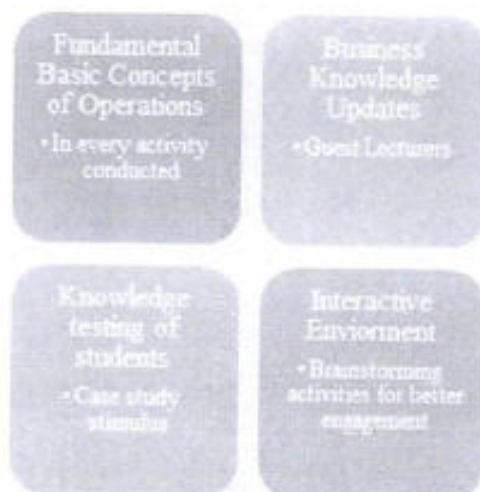 Fundamental
Basic Concepts
of Operations
• In every activity
conducted
Business
Knowledge
Updates
• Guest Lecturers
Knowledge
testing of
students
• Case study
stimulus
Interactive
Enviorment
• Brainstorming
activities for better
engagement